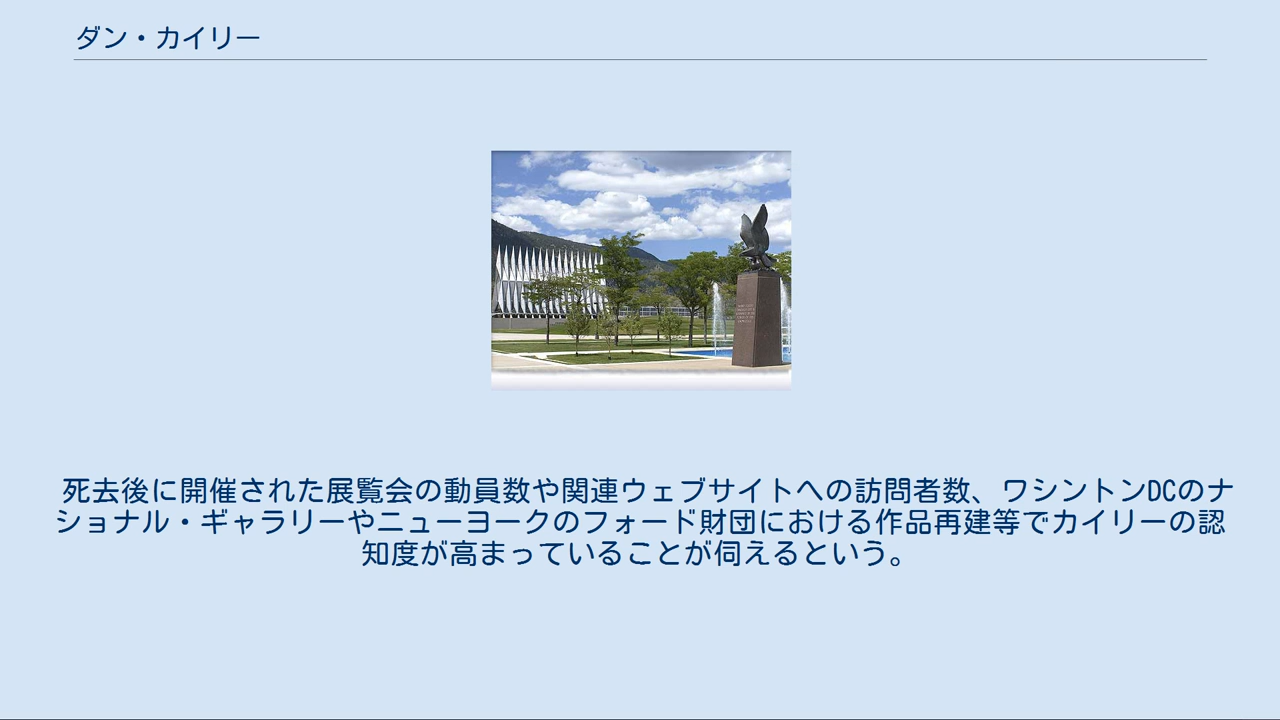 ダン・カイリー
死去後に開催された展覧会の動員数や関連ウェブサイトへの訪問者数、ワシントンDCのナ
ショナル・ギャラリーやニューヨークのフォード財団における作品再建等でカイリーの認
知度が高まっていることが伺えるという。